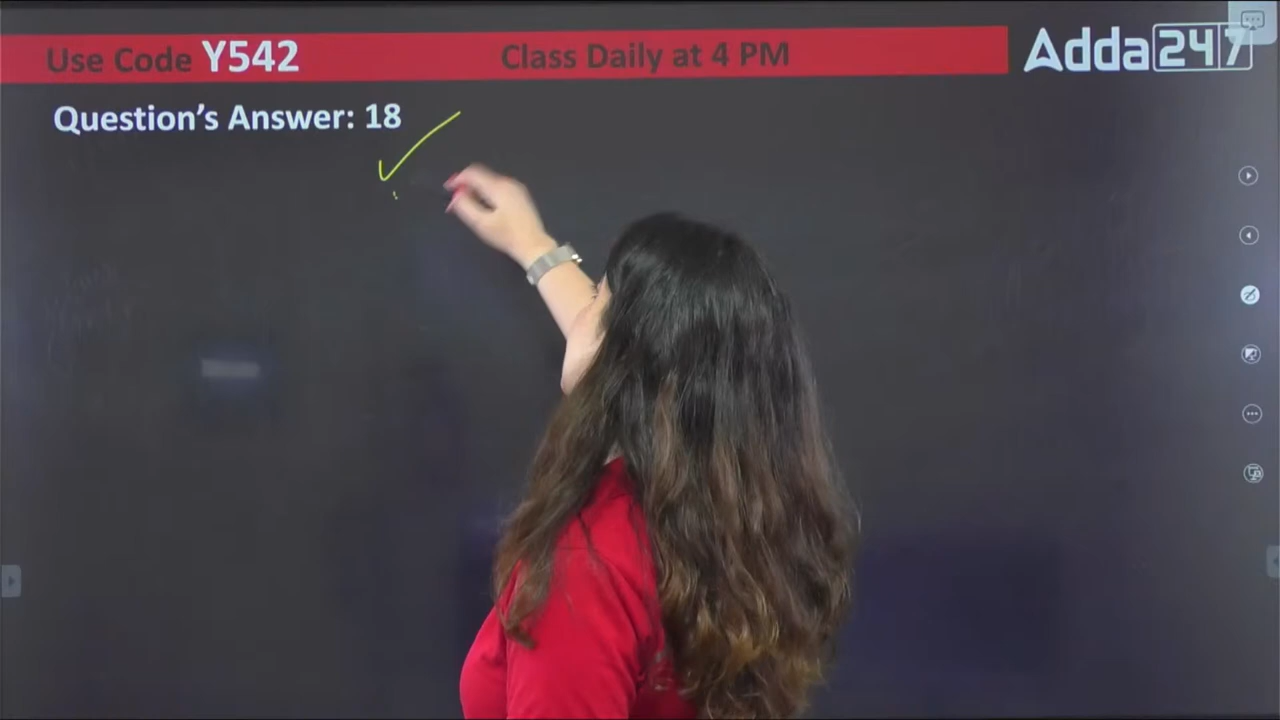 Use Code Y542 Class Daily at 4 PM Adda247
Question's Answer: 18